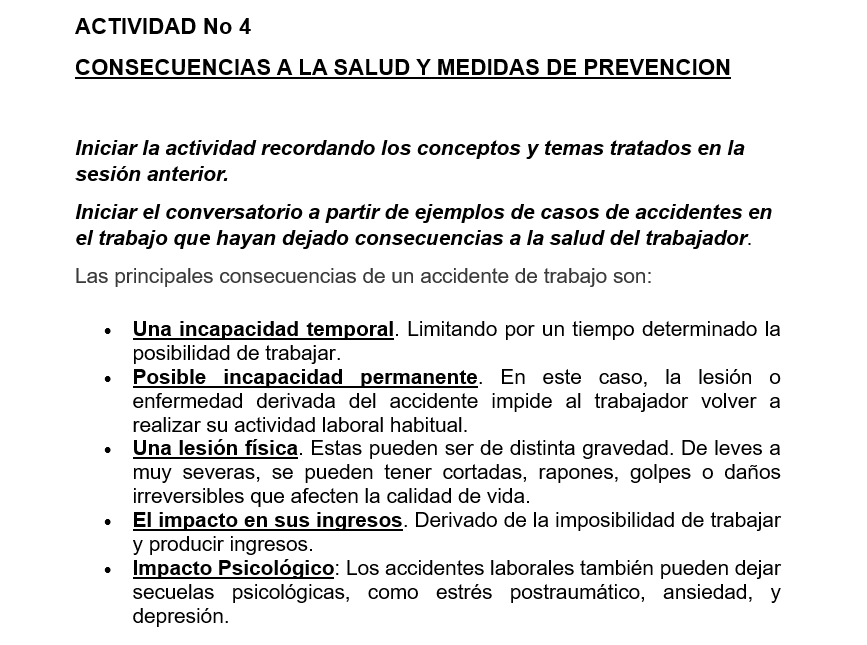 ACTIVIDAD No 4
CONSECUENCIAS A LA SALUD Y MEDIDAS DE PREVENCION
Iniciar la actividad recordando los conceptos y temas tratados en la
sesión anterior.
Iniciar el conversatorio a partir de ejemplos de casos de accidentes en
el trabajo que hayan dejado consecuencias a la salud del trabajador.
Las principales consecuencias de un accidente de trabajo son:
• Una incapacidad temporal. Limitando por un tiempo determinado la
posibilidad de trabajar.
• Posible incapacidad permanente. En este caso, la lesión o
enfermedad derivada del accidente impide al trabajador volver a
realizar su actividad laboral habitual.
• Una lesión física. Estas pueden ser de distinta gravedad. De leves a
muy severas, se pueden tener cortadas, rapones, golpes o daños
irreversibles que afecten la calidad de vida.
• El impacto en sus ingresos. Derivado de la imposibilidad de trabajar
y producir ingresos.
• Impacto Psicológico: Los accidentes laborales también pueden dejar
secuelas psicológicas, como estrés postraumático, ansiedad, y
depresión.